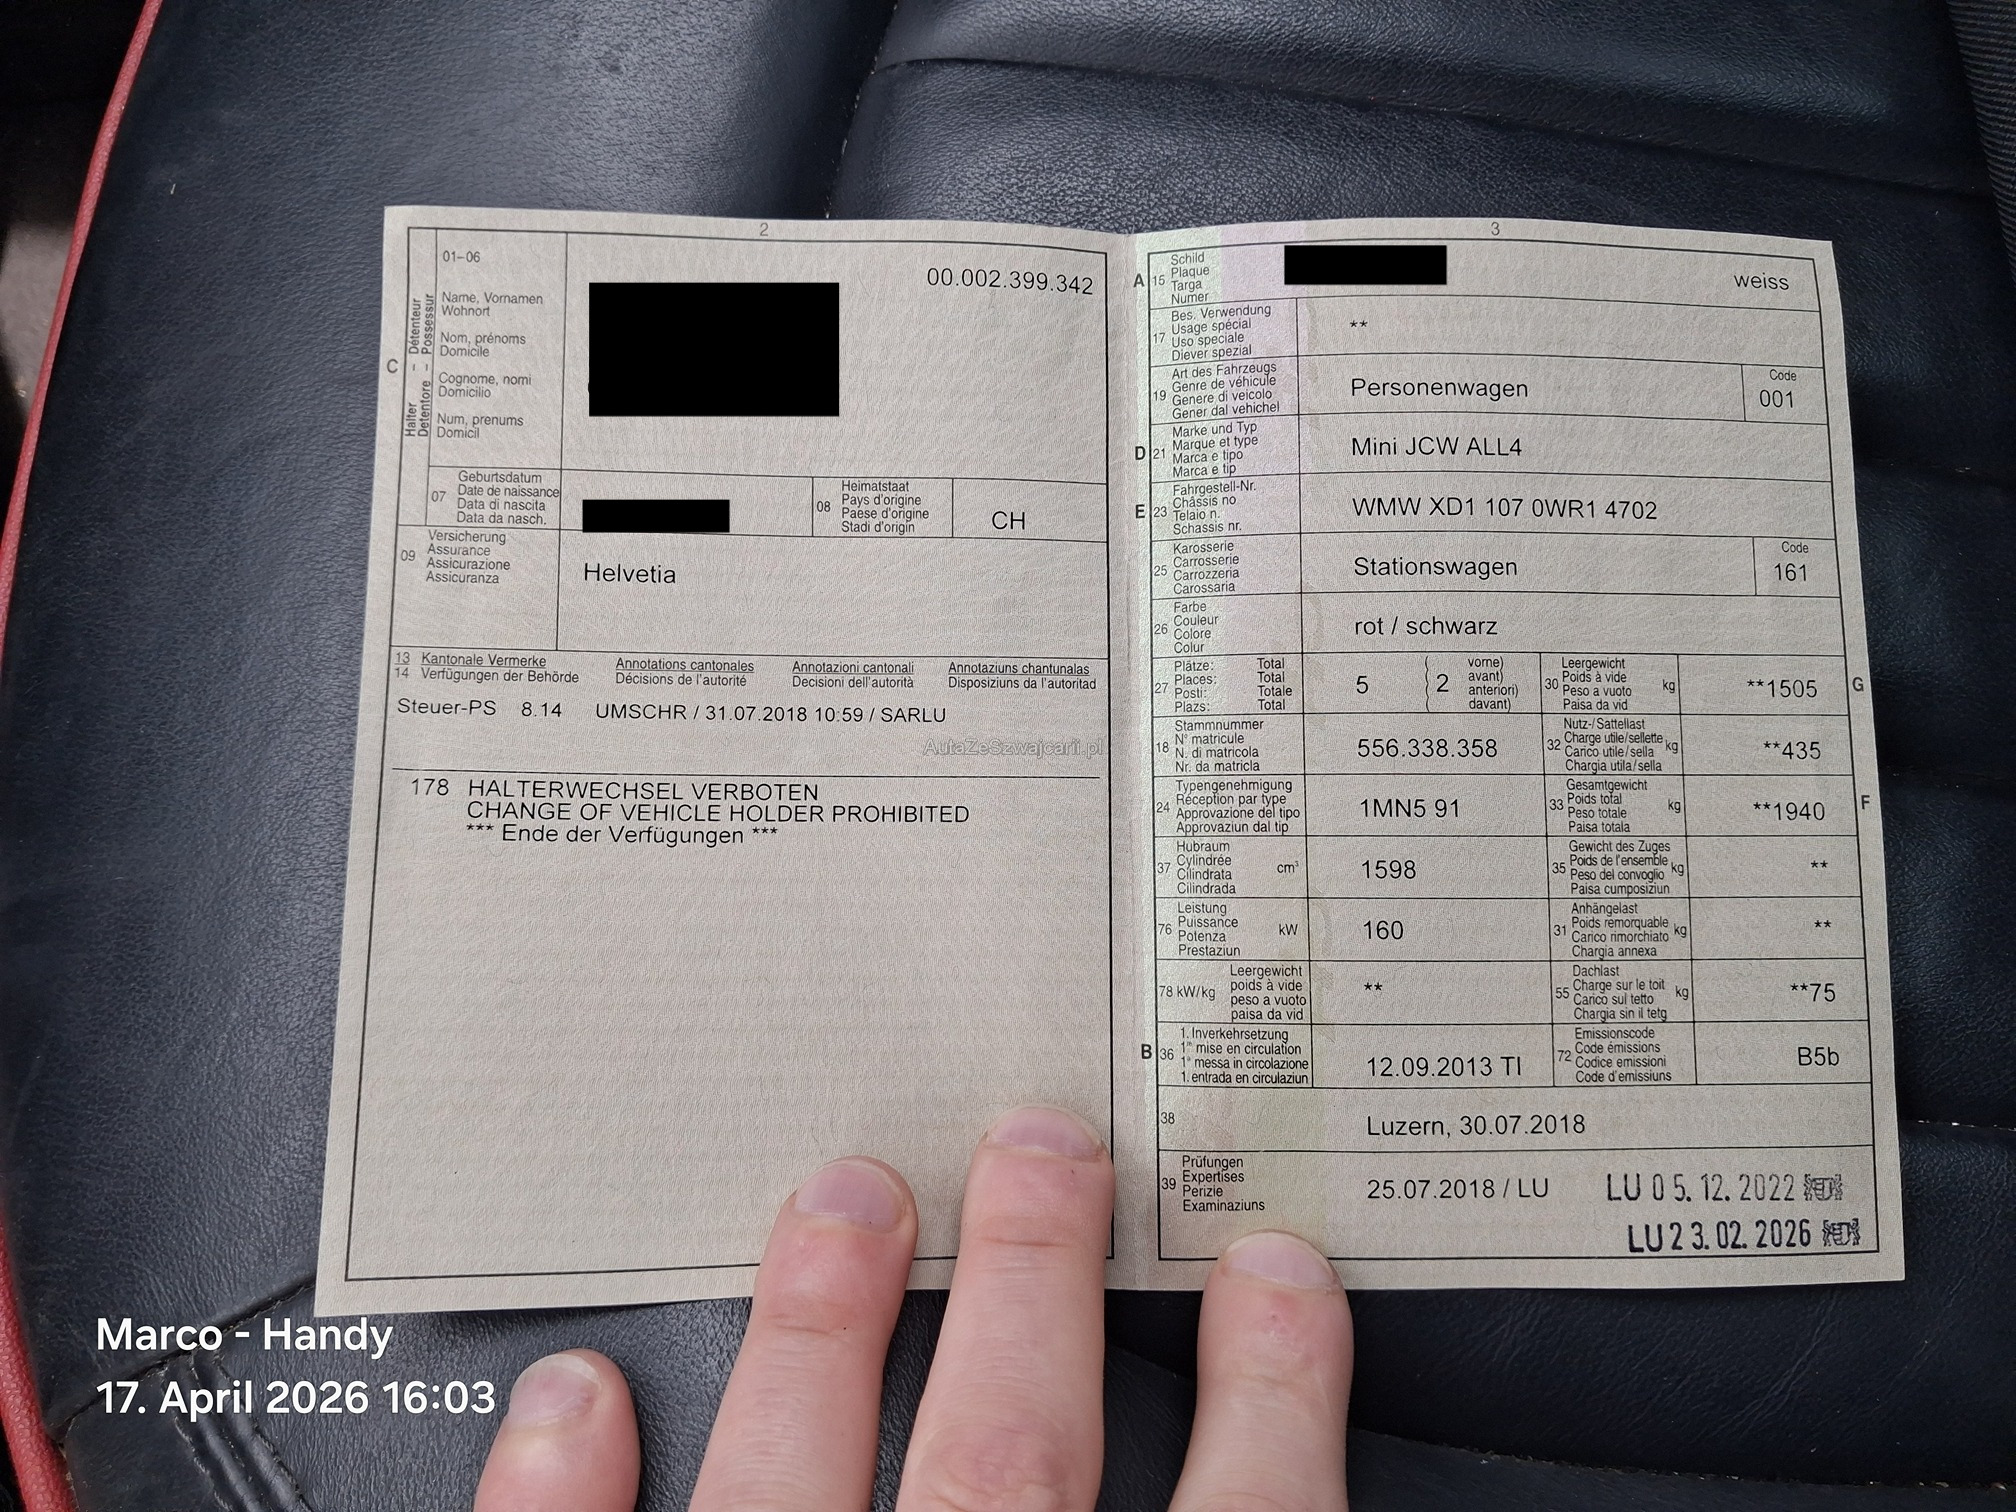 2
01–06
Name, Vornamen
Wohnort
Nom, prénoms
Domicile
Cognome, nomi
Domicilio
Num, prenums
Domicil
C
Halter – Détenteur
Detentore – Possessur
00.002.399.342
07
Geburtsdatum
Date de naissance
Data di nascita
Data da nasch.
08
Heimatstaat
Pays d'origine
Paese d'origine
Stadi d'origin
CH
09
Versicherung
Assurance
Assicurazione
Assicuranza
Helvetia
13 Kantonale Vermerke Annotations cantonales Annotazioni cantonali Annotaziuns chantunalas
14 Verfügungen der Behörde Décisions de l'autorité Decisioni dell'autorità Disposiziuns da l'autoritad
Steuer-PS 8.14 UMSCHR / 31.07.2018 10:59 / SARLU
AutaZeSzwajcarii.pl
178 HALTERWECHSEL VERBOTEN
CHANGE OF VEHICLE HOLDER PROHIBITED
*** Ende der Verfügungen ***
3
A 15
Schild
Plaque
Targa
Numer
weiss
17
Bes. Verwendung
Usage spécial
Uso speciale
Diever spezial
**
19
Art des Fahrzeugs
Genre de véhicule
Genere di veicolo
Gener dal vehichel
Personenwagen
Code
001
D 21
Marke und Typ
Marque et type
Marca e tipo
Marca e tip
Mini JCW ALL4
E 23
Fahrgestell-Nr.
Châssis no
Telaio n.
Schassis nr.
WMW XD1 107 0WR1 4702
25
Karosserie
Carrosserie
Carrozzeria
Carossaria
Stationswagen
Code
161
26
Farbe
Couleur
Colore
Colur
rot / schwarz
27
Plätze: Total
Places: Total
Posti: Totale
Plazs: Total
5
2
vorne)
avant)
anteriori)
davant)
30
Leergewicht
Poids à vide
Peso a vuoto
Paisa da vid
kg
**1505
G
18
Stammnummer
N° matricule
N. di matricola
Nr. da matricla
556.338.358
32
Nutz-/Sattellast
Charge utile/sellette
Carico utile/sella
Chargia utila/sella
kg
**435
24
Typengenehmigung
Réception par type
Approvazione del tipo
Approvaziun dal tip
1MN5 91
33
Gesamtgewicht
Poids total
Peso totale
Paisa totala
kg
**1940
F
37
Hubraum
Cylindrée
Cilindrata
Cilindrada
cm³
1598
35
Gewicht des Zuges
Poids de l'ensemble
Peso del convoglio
Paisa cumposiziun
kg
**
76
Leistung
Puissance
Potenza
Prestaziun
kW
160
31
Anhängelast
Poids remorquable
Carico rimorchiato
Chargia annexa
kg
**
78 kW/kg
Leergewicht
poids à vide
peso a vuoto
paisa da vid
**
55
Dachlast
Charge sur le toit
Carico sul tetto
Chargia sin il tetg
kg
**75
B 36
1. Inverkehrsetzung
1re mise en circulation
1a messa in circolazione
1. entrada en circulaziun
12.09.2013 TI
72
Emissionscode
Code émissions
Codice emissioni
Code d'emissiuns
B5b
38
Luzern, 30.07.2018
39
Prüfungen
Expertises
Perizie
Examinaziuns
25.07.2018 / LU
LU 05.12.2022
LU 23.02.2026
Marco - Handy
17. April 2026 16:03